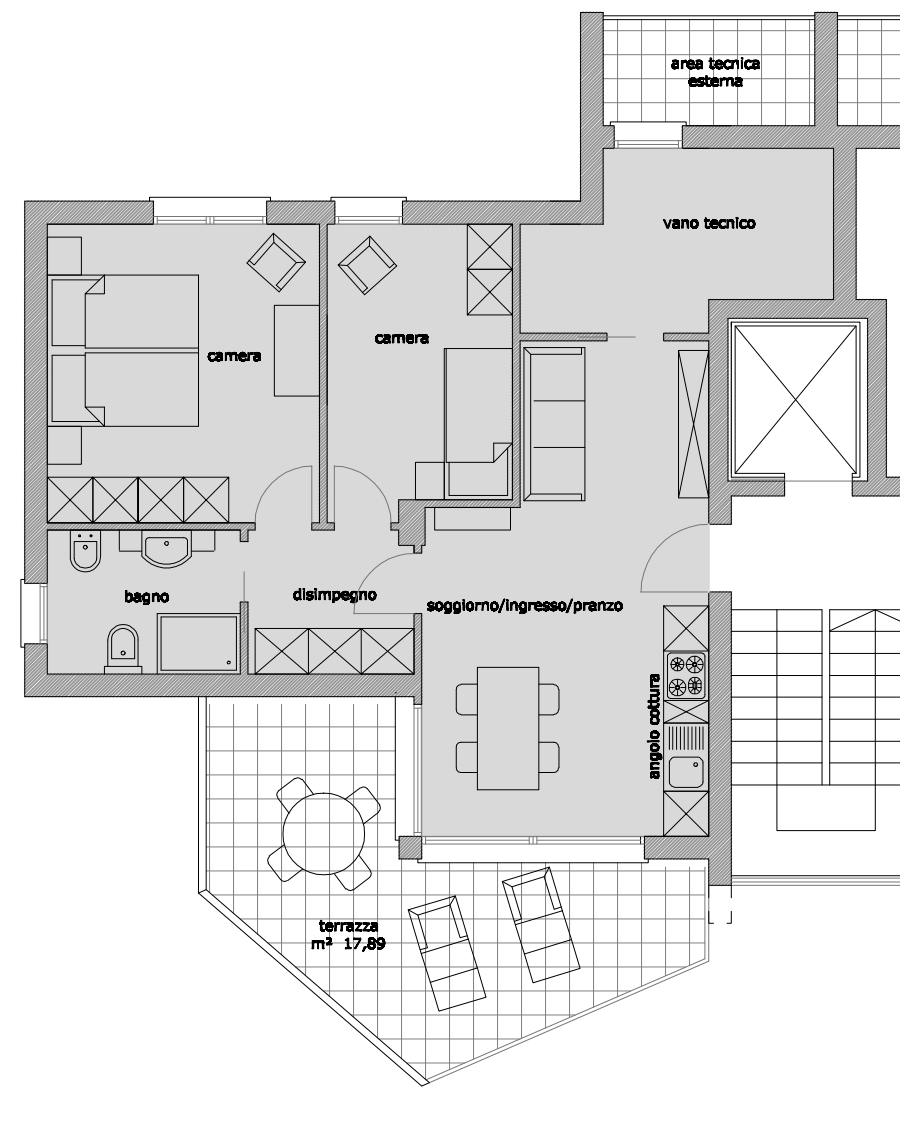 area tecnica
esterna
vano tecnico
camera
camera
bagno
disimpegno
soggiorno/ingresso/pranzo
angolo cottura
terrazza
m² 17,89